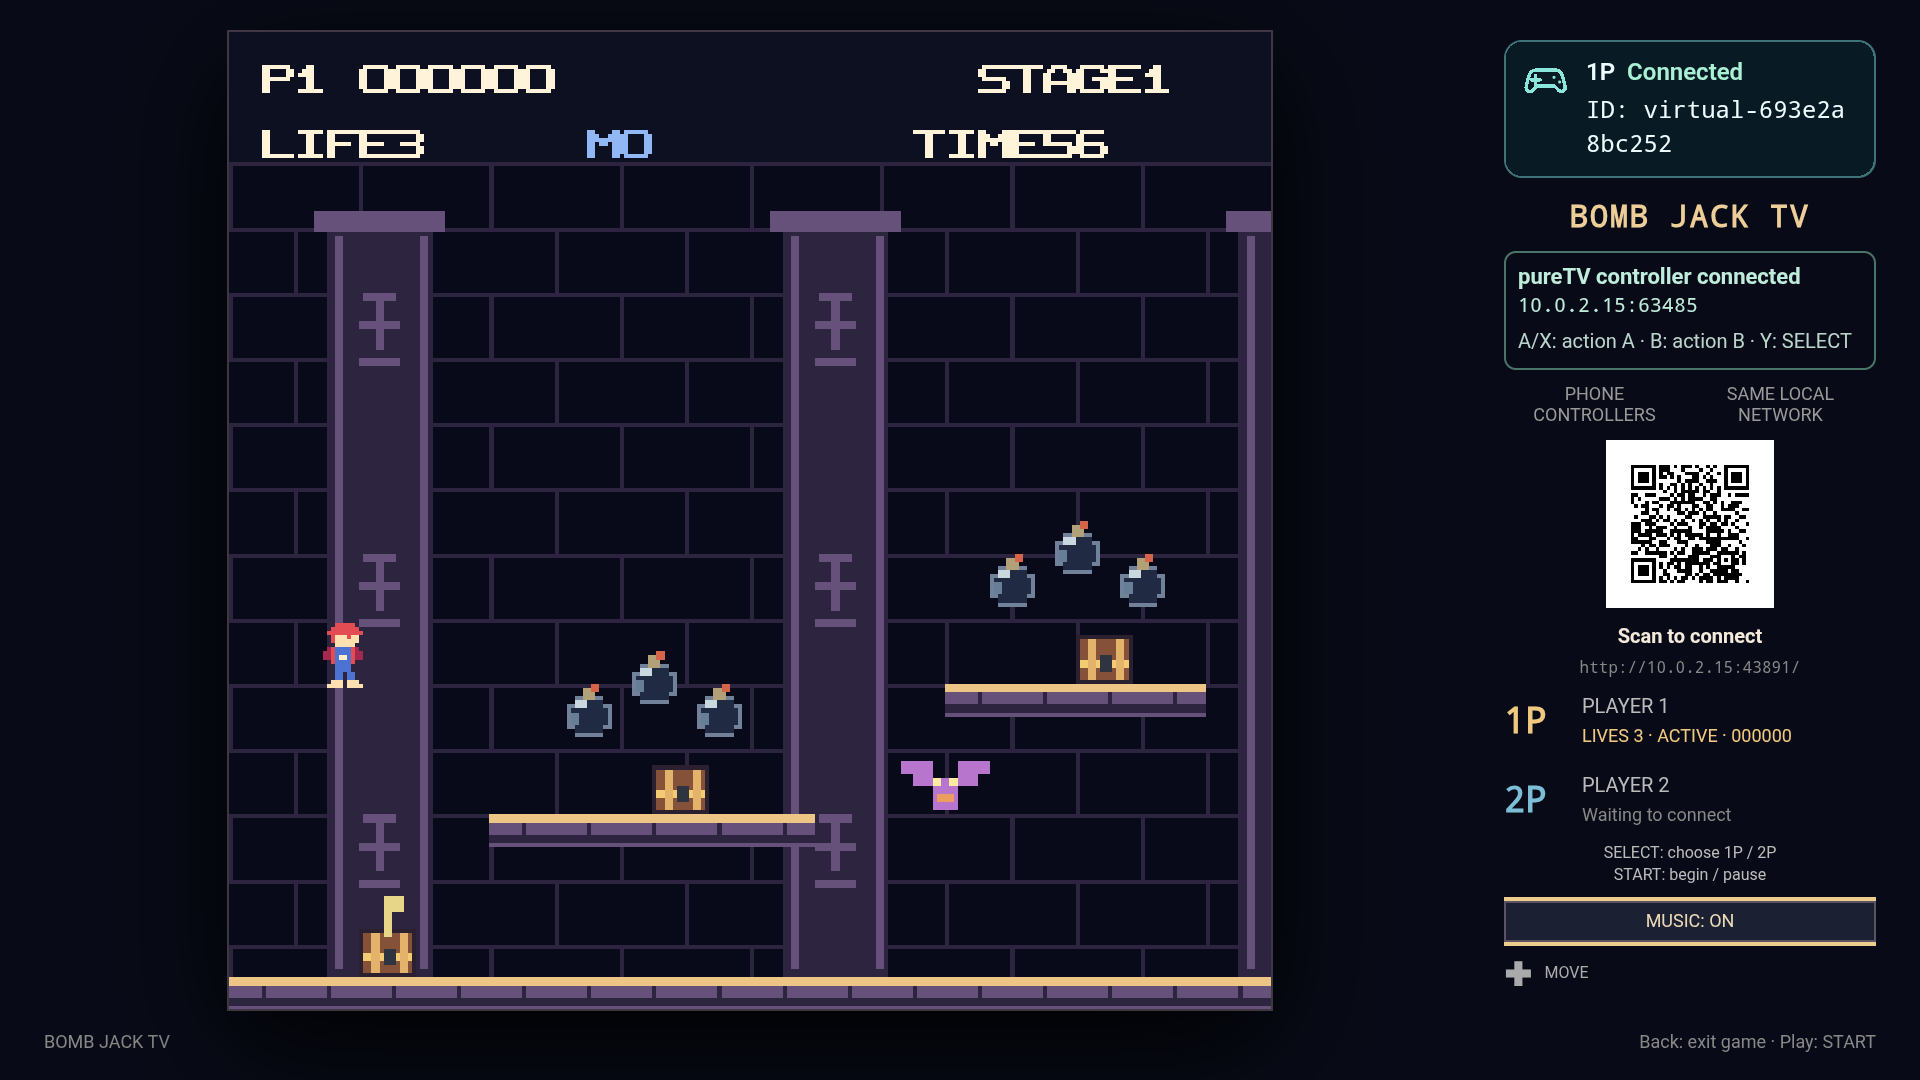 P1 000000
STAGE1
LIFE3
M0
TIME56
1P Connected
ID: virtual-693e2a
8bc252
BOMB JACK TV
pureTV controller connected
10.0.2.15:63485
A/X: action A · B: action B · Y: SELECT
PHONE CONTROLLERS
SAME LOCAL NETWORK
Scan to connect
http://10.0.2.15:43891/
1P
PLAYER 1
LIVES 3 · ACTIVE · 000000
2P
PLAYER 2
Waiting to connect
SELECT: choose 1P / 2P
START: begin / pause
MUSIC: ON
MOVE
BOMB JACK TV
Back: exit game · Play: START